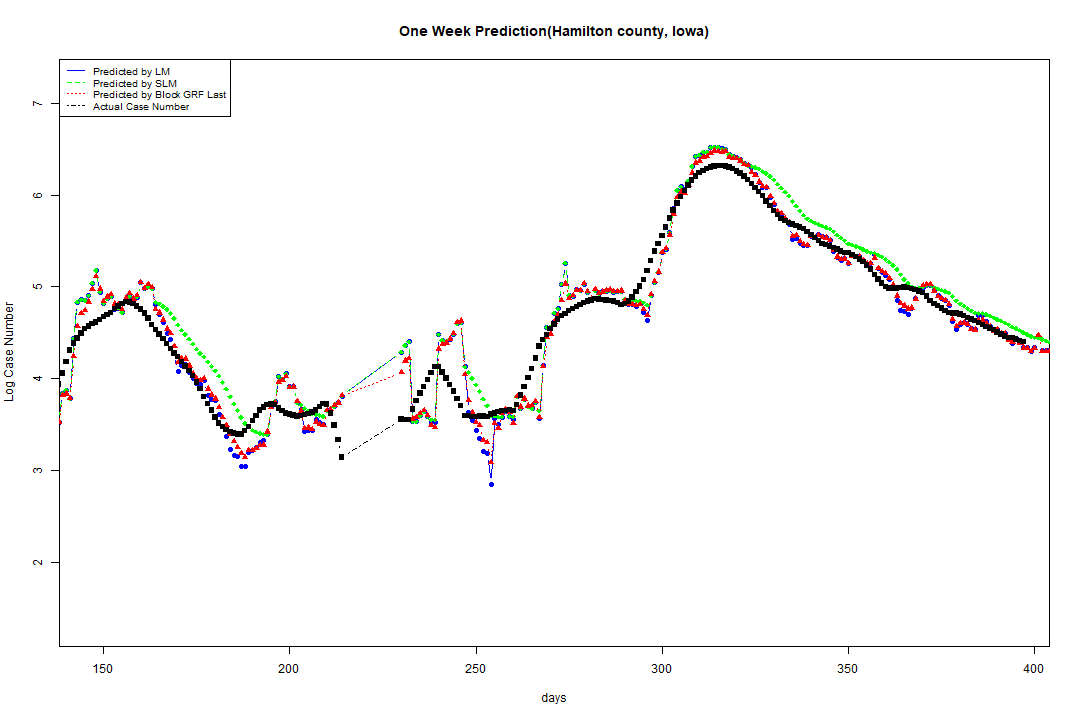 One Week Prediction(Hamilton county, Iowa)
Predicted by LM
Predicted by SLM
Predicted by Block GRF Last
Actual Case Number
7
6
5
4
3
2
Log Case Number
150 200 250 300 350 400
days